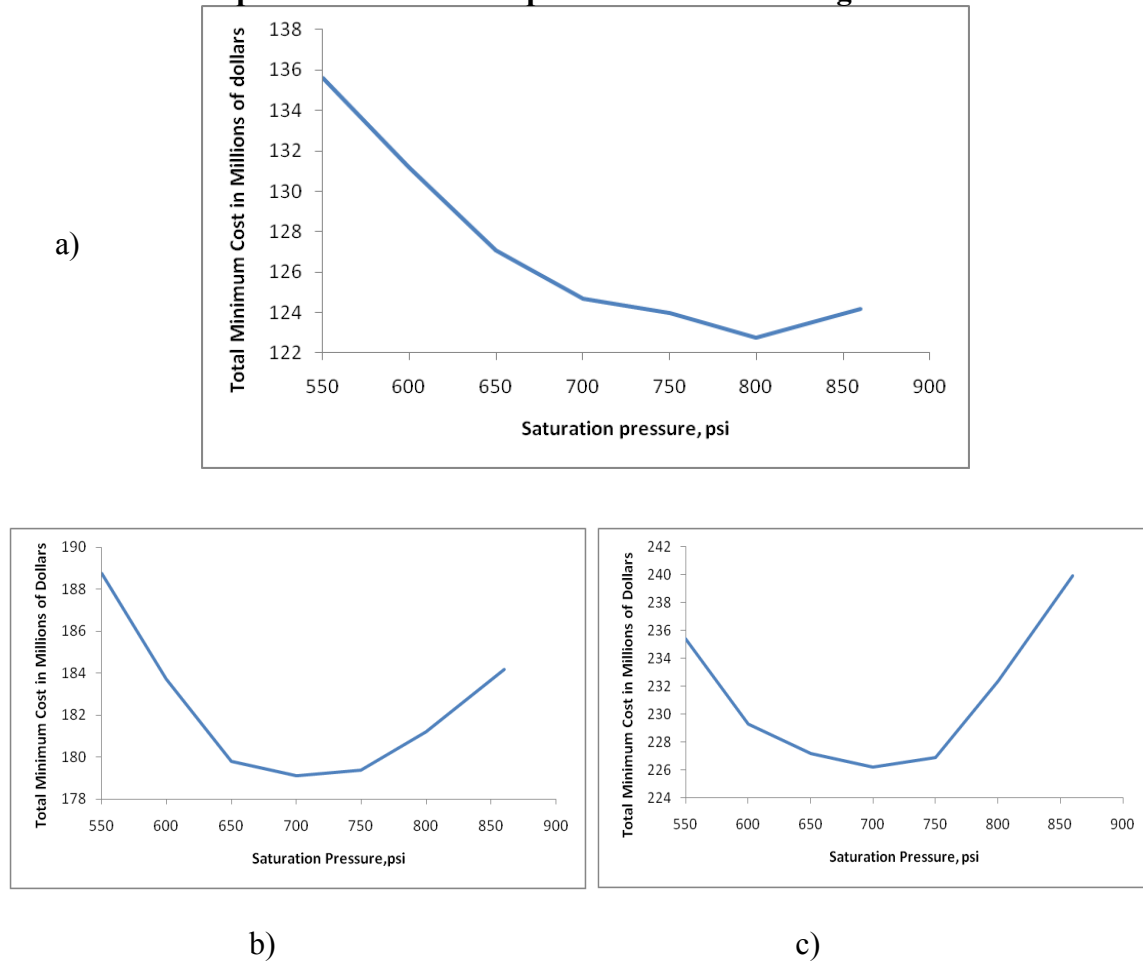 a)
Total Minimum Cost in Millions of dollars
138
136
134
132
130
128
126
124
122
550 600 650 700 750 800 850 900
Saturation pressure, psi
Total Minimum Cost in Millions of Dollars
190
188
186
184
182
180
178
550 600 650 700 750 800 850 900
Saturation Pressure,psi
b)
Total Minimum Cost in Millions of Dollars
242
240
238
236
234
232
230
228
226
224
550 600 650 700 750 800 850 900
Saturation Pressure, psi
c)